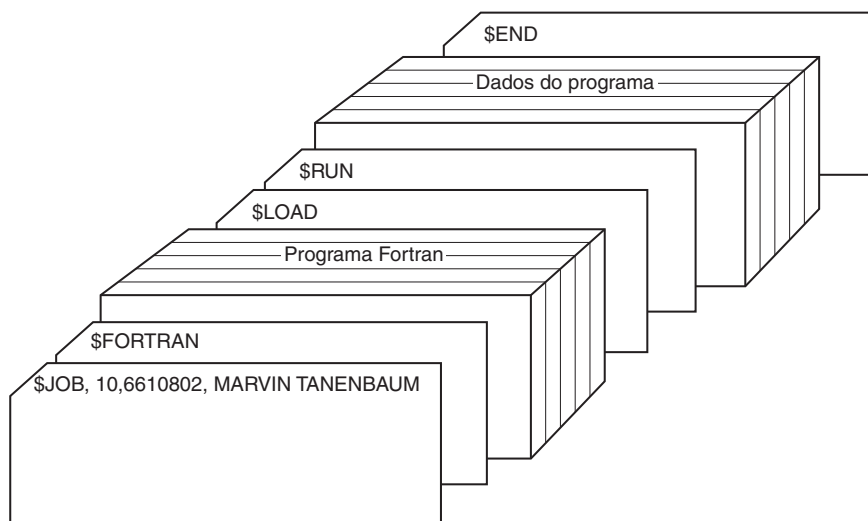 $END
Dados do programa
$RUN
$LOAD
Programa Fortran
$FORTRAN
$JOB, 10,6610802, MARVIN TANENBAUM